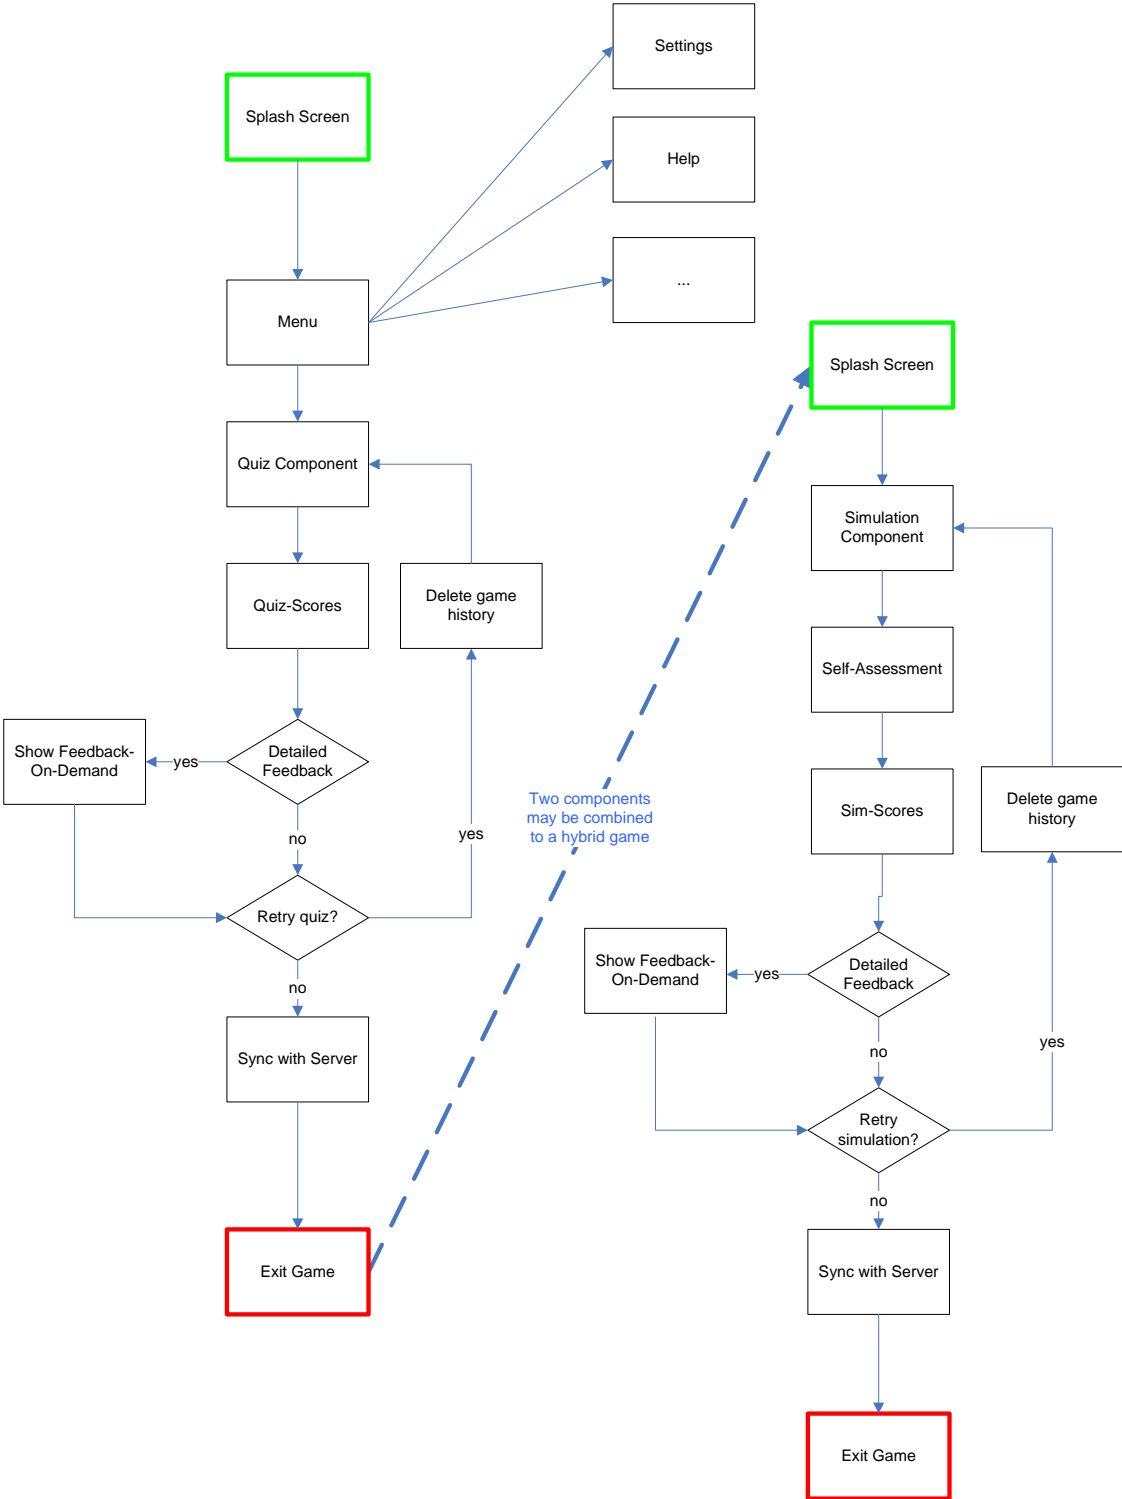 Settings
Splash Screen
Help
...
Menu
Splash Screen
Quiz Component
Simulation
Component
Quiz-Scores
Delete game
history
Self-Assessment
Show Feedback-
On-Demand
yes
Detailed
Feedback
no
yes
Two components
may be combined
to a hybrid game
Sim-Scores
Delete game
history
Retry quiz?
no
Show Feedback-
On-Demand
yes
Detailed
Feedback
no
yes
Sync with Server
Retry
simulation?
no
Exit Game
Sync with Server
Exit Game